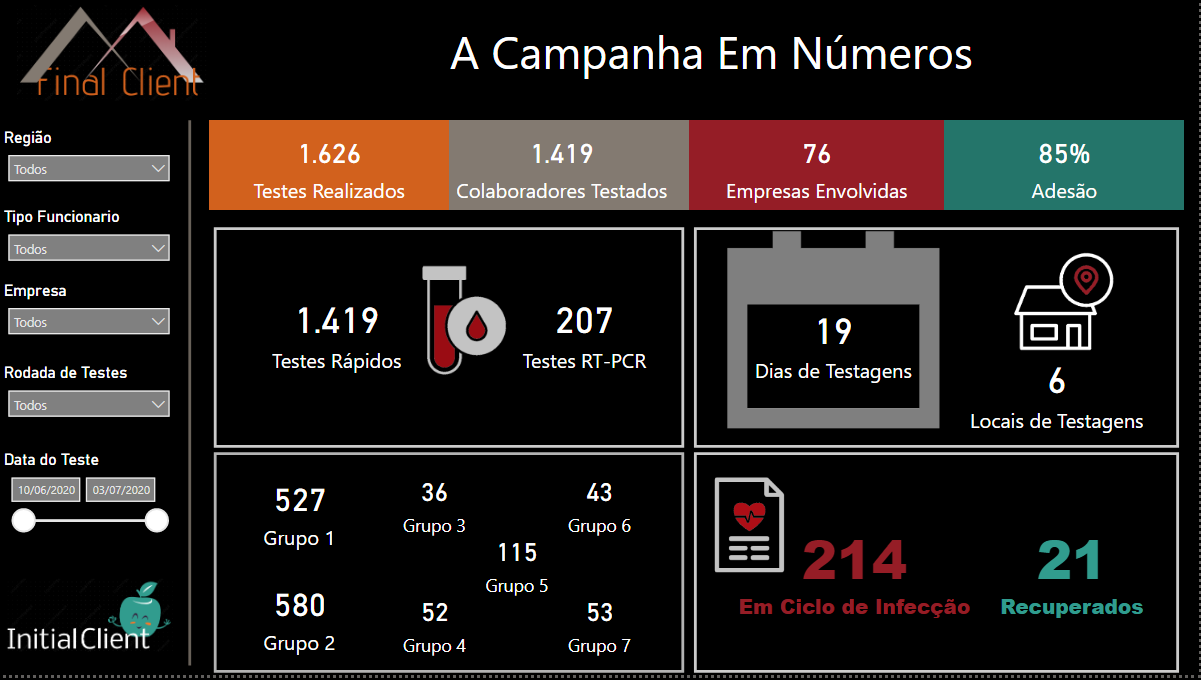 Final Client
A Campanha Em Números
Região
Todos
Tipo Funcionario
Todos
Empresa
Todos
Rodada de Testes
Todos
Data do Teste
10/06/2020 03/07/2020
InitialClient
1.626
Testes Realizados
1.419
Colaboradores Testados
76
Empresas Envolvidas
85%
Adesão
1.419
Testes Rápidos
207
Testes RT-PCR
19
Dias de Testagens
6
Locais de Testagens
527
Grupo 1
580
Grupo 2
36
Grupo 3
52
Grupo 4
115
Grupo 5
43
Grupo 6
53
Grupo 7
214
Em Ciclo de Infecção
21
Recuperados